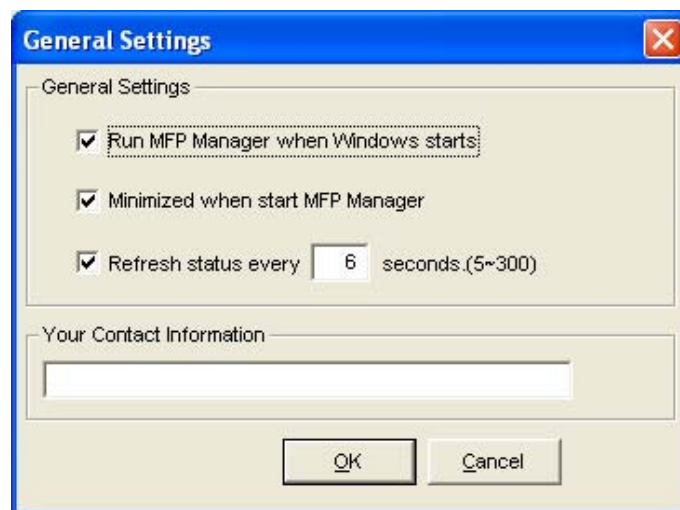 General Settings
General Settings
Run MFP Manager when Windows starts
Minimized when start MFP Manager
Refresh status every 6 seconds.(5~300)
Your Contact Information
OK Cancel